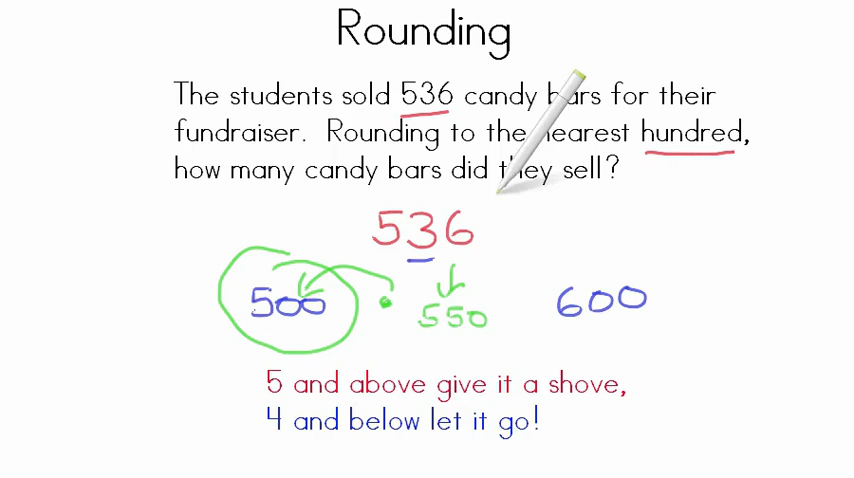 Rounding
The students sold 536 candy bars for their
fundraiser. Rounding to the nearest hundred,
how many candy bars did they sell?
536
500 550 600
5 and above give it a shove,
4 and below let it go!